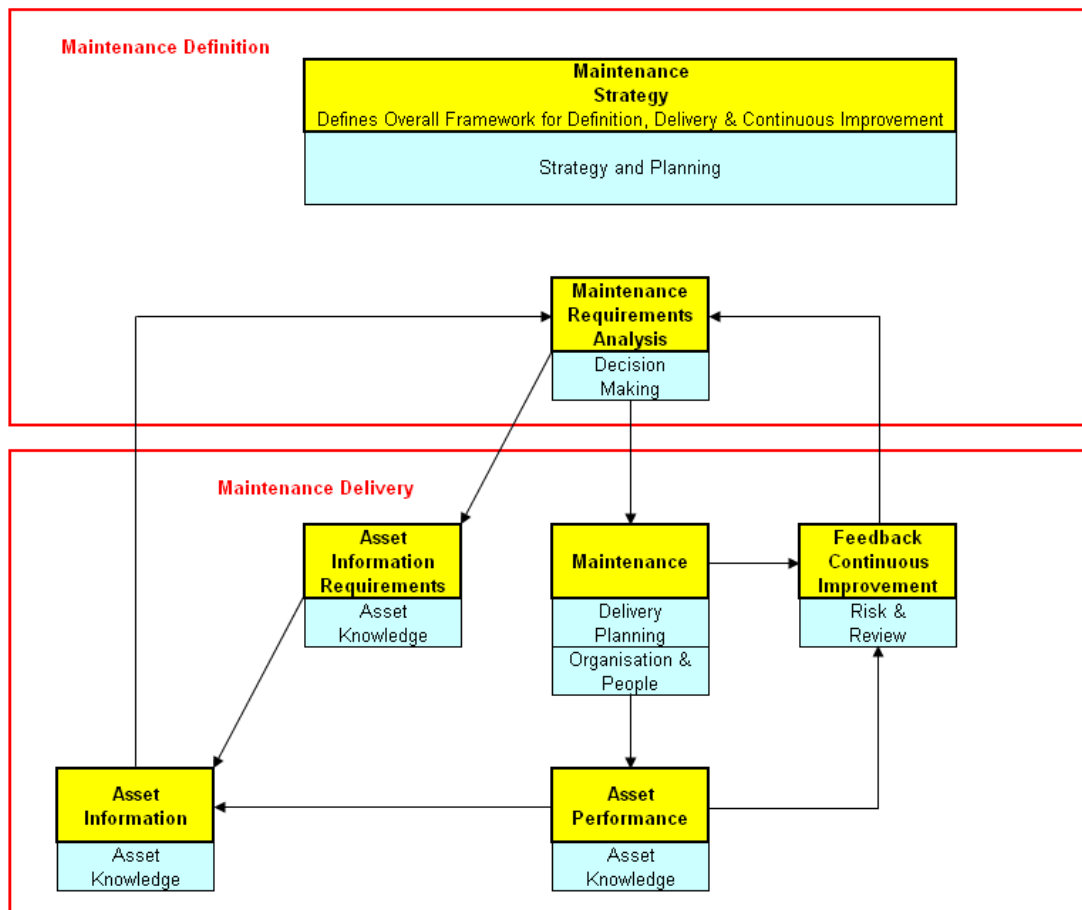 Maintenance Definition
Maintenance
Strategy
Defines Overall Framework for Definition, Delivery & Continuous Improvement
Strategy and Planning
Maintenance
Requirements
Analysis
Decision
Making
Maintenance Delivery
Asset
Information
Requirements
Asset
Knowledge
Maintenance
Delivery
Planning
Organisation &
People
Feedback
Continuous
Improvement
Risk &
Review
Asset
Information
Asset
Knowledge
Asset
Performance
Asset
Knowledge